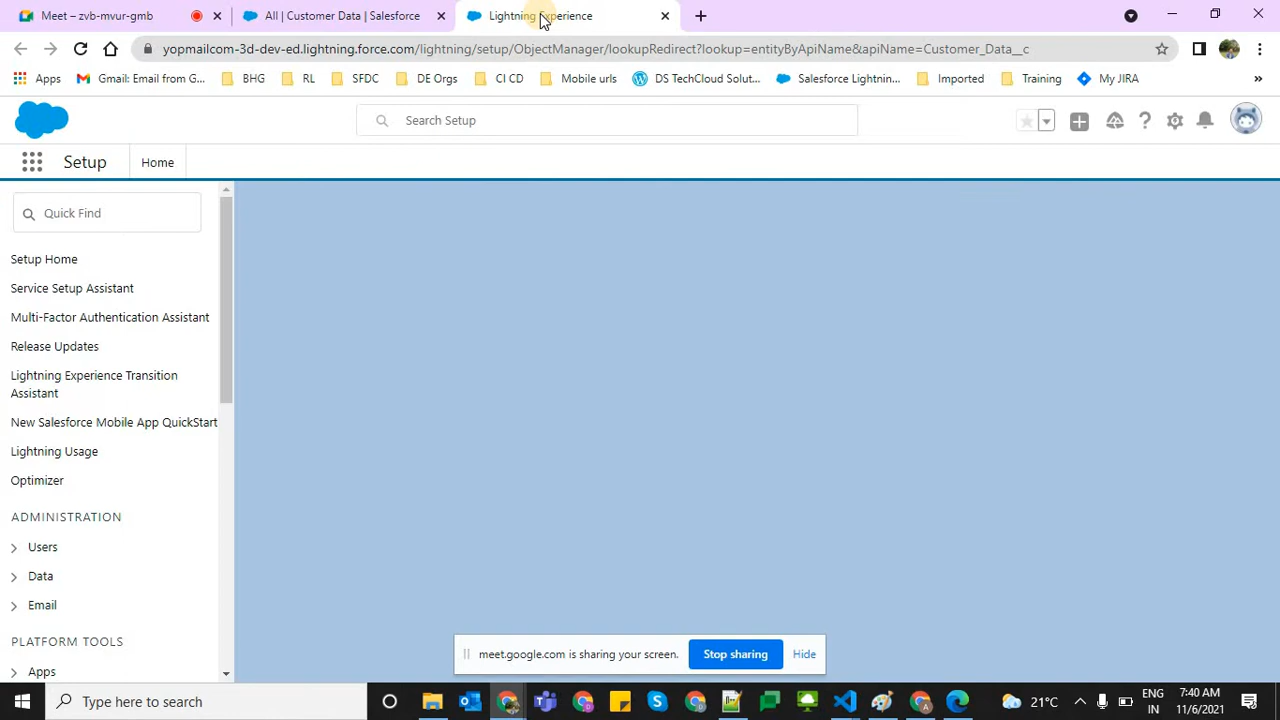 Meet – zvb-mvur-gmb
All | Customer Data | Salesforce
Lightning Experience
yopmailcom-3d-dev-ed.lightning.force.com/lightning/setup/ObjectManager/lookupRedirect?lookup=entityByApiName&apiName=Customer_Data__c
Apps
Gmail: Email from G...
BHG
RL
SFDC
DE Orgs
CI CD
Mobile urls
DS TechCloud Solut...
Salesforce Lightnin...
Imported
Training
My JIRA
»
Search Setup
Setup
Home
Quick Find
Setup Home
Service Setup Assistant
Multi-Factor Authentication Assistant
Release Updates
Lightning Experience Transition
Assistant
New Salesforce Mobile App QuickStart
Lightning Usage
Optimizer
ADMINISTRATION
Users
Data
Email
PLATFORM TOOLS
Apps
meet.google.com is sharing your screen.
Stop sharing
Hide
Type here to search
21°C
ENG
IN
7:40 AM
11/6/2021